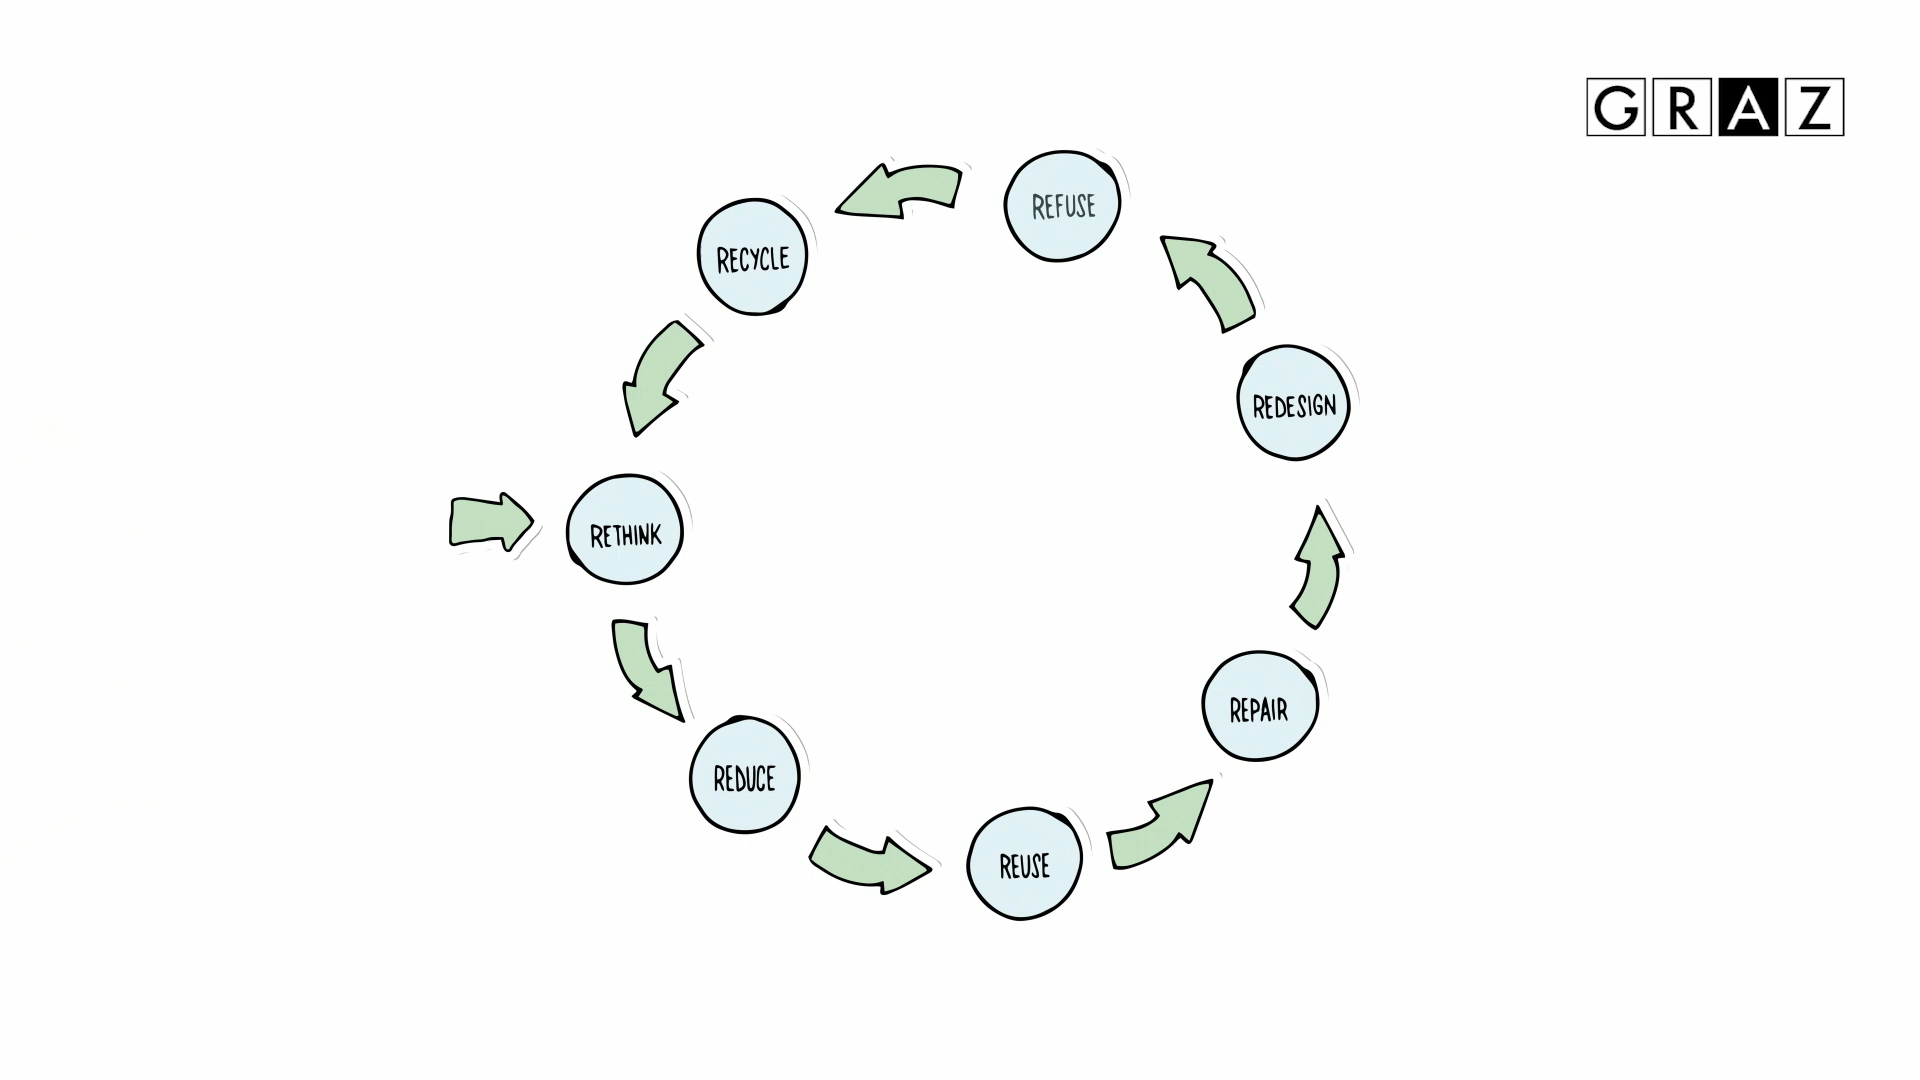 GRAZ
REFUSE
RECYCLE
REDESIGN
RETHINK
REPAIR
REDUCE
REUSE